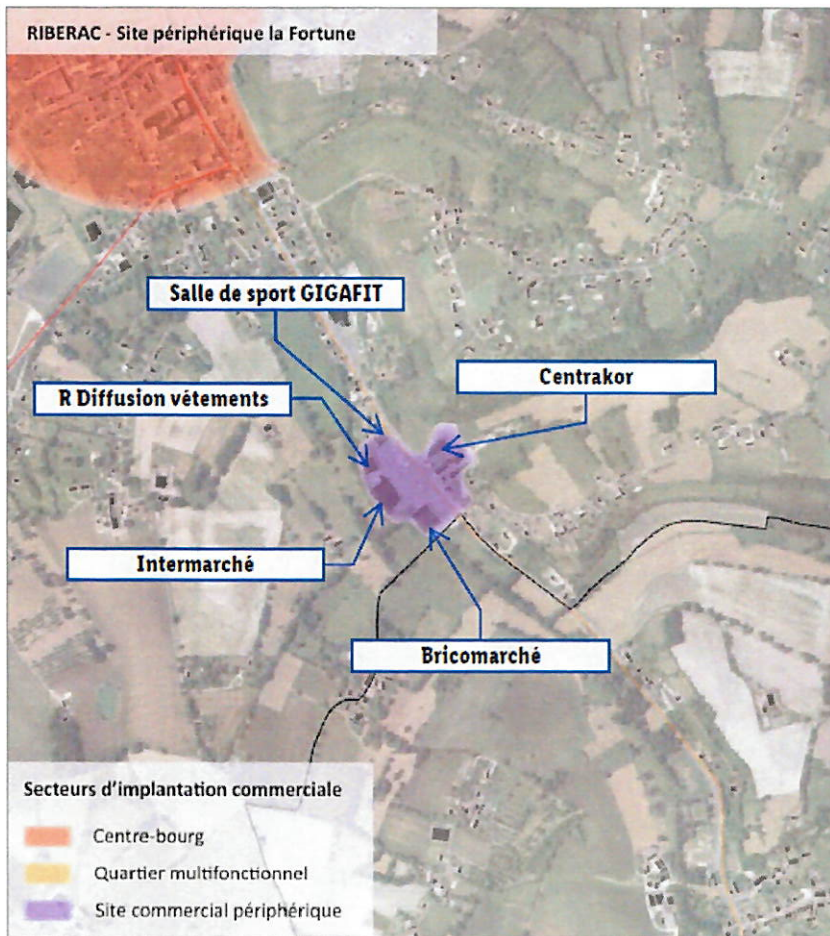 RIBERAC - Site périphérique la Fortune
Salle de sport GIGAFIT
Centrakor
R Diffusion vétements
Intermarché
Bricomarché
Secteurs d'implantation commerciale
Centre-bourg
Quartier multifonctionnel
Site commercial périphérique